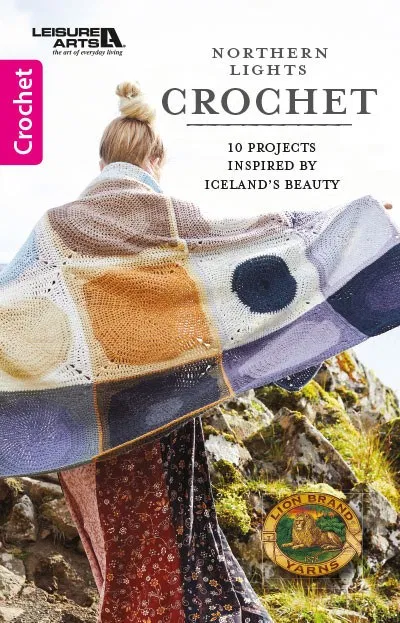 LEISURE
ARTS
the art of everyday living
Crochet
NORTHERN
LIGHTS
CROCHET
10 PROJECTS
INSPIRED BY
ICELAND'S BEAUTY
LION BRAND
YARNS